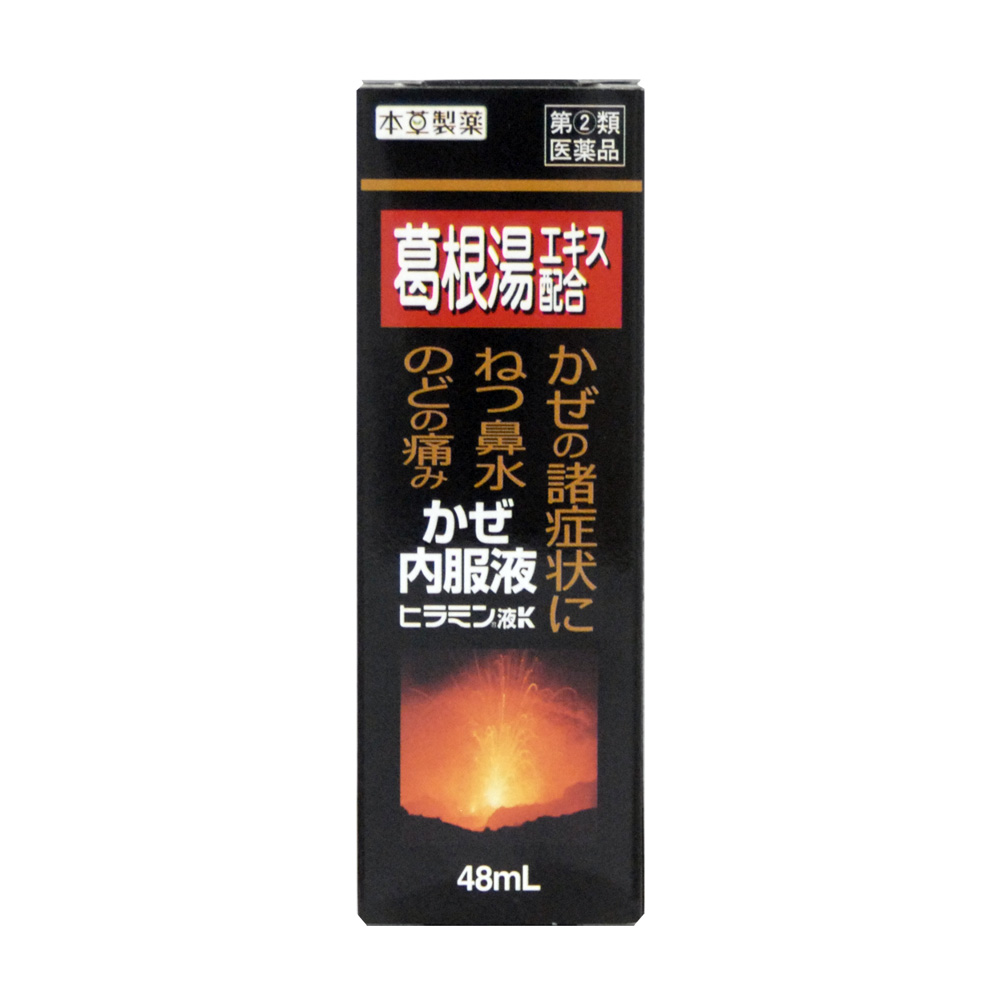 本草製薬
第②類
医薬品
葛根湯エキス
配合
かぜの諸症状に
ねつ鼻水
のどの痛み
かぜ
内服液
ヒラミン®液K
48mL